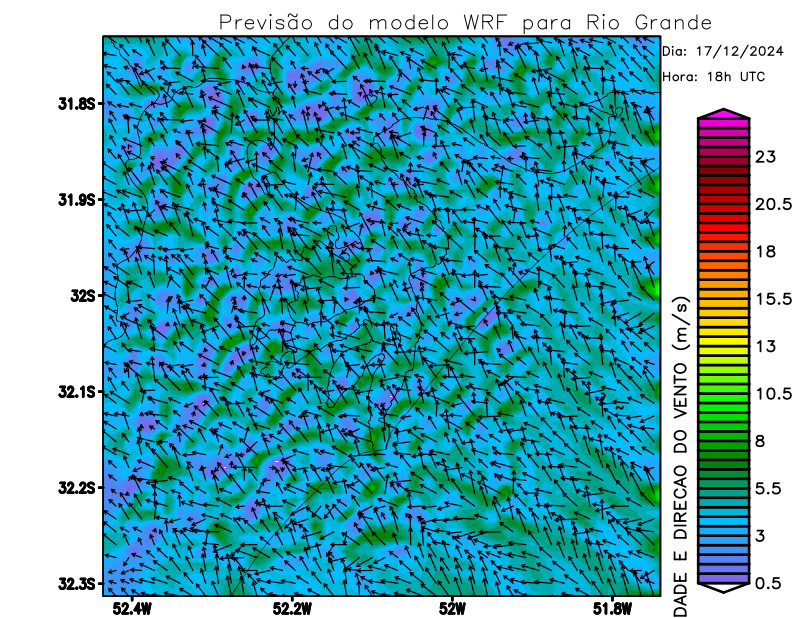 Previsão do modelo WRF para Rio Grande
Dia: 17/12/2024
Hora: 18h UTC
31.8S
31.9S
32S
32.1S
32.2S
32.3S
52.4W
52.2W
52W
51.8W
23
20.5
18
15.5
13
10.5
8
5.5
3
0.5
DADE E DIRECAO DO VENTO (m/s)